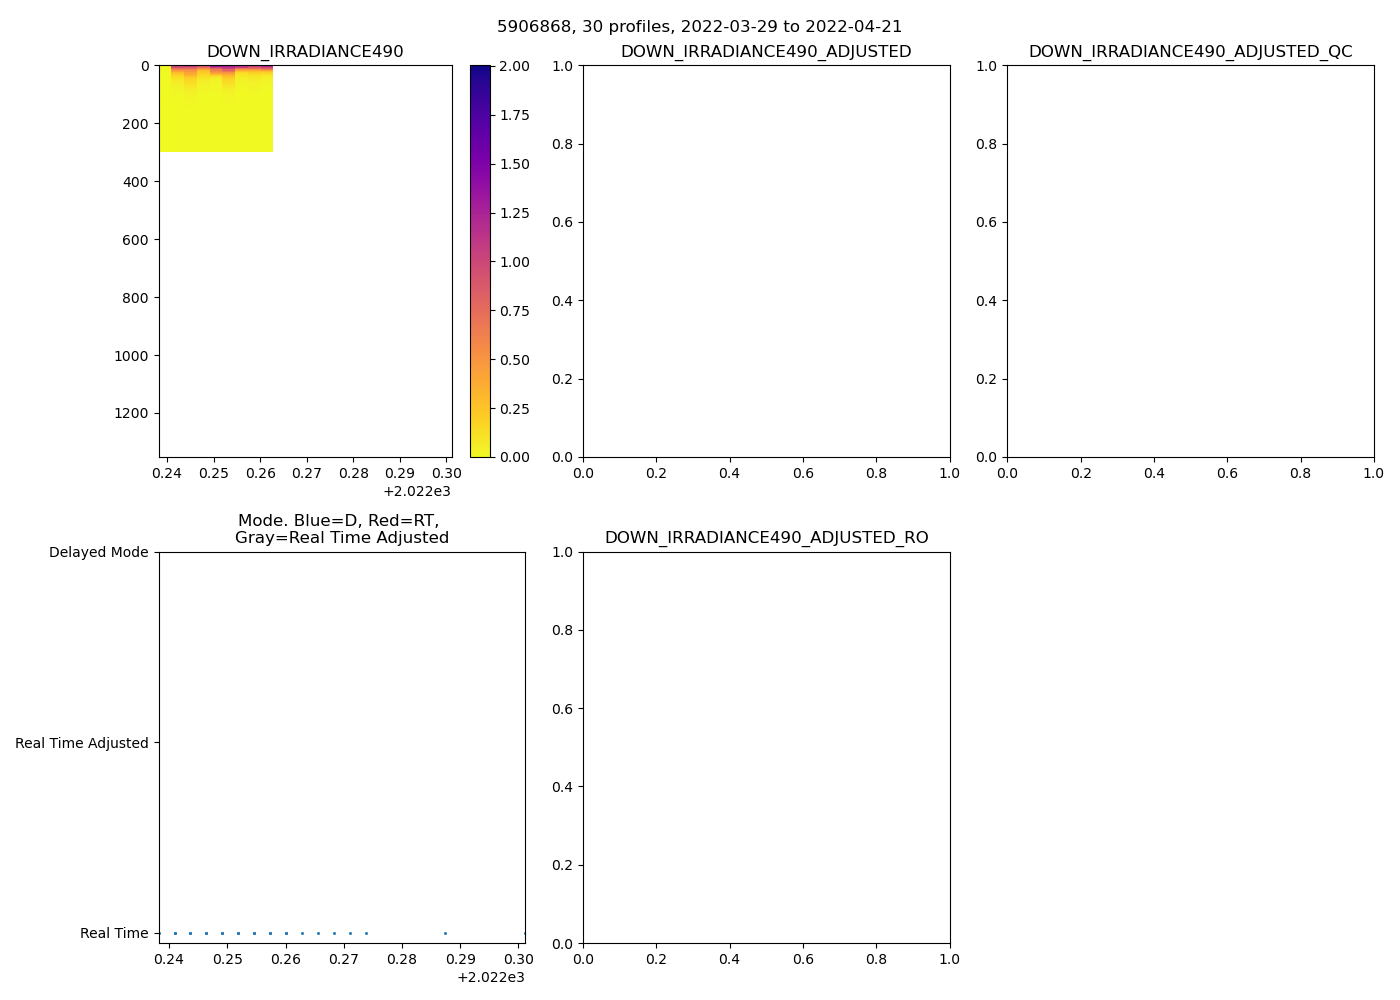 5906868, 30 profiles, 2022-03-29 to 2022-04-21
DOWN_IRRADIANCE490
0
200
400
600
800
1000
1200
0.24 0.25 0.26 0.27 0.28 0.29 0.30
+2.022e3
2.00
1.75
1.50
1.25
1.00
0.75
0.50
0.25
0.00
DOWN_IRRADIANCE490_ADJUSTED
1.0
0.8
0.6
0.4
0.2
0.0
0.0 0.2 0.4 0.6 0.8 1.0
DOWN_IRRADIANCE490_ADJUSTED_QC
1.0
0.8
0.6
0.4
0.2
0.0
0.0 0.2 0.4 0.6 0.8 1.0
Mode. Blue=D, Red=RT,
Gray=Real Time Adjusted
Delayed Mode
Real Time Adjusted
Real Time
0.24 0.25 0.26 0.27 0.28 0.29 0.30
+2.022e3
DOWN_IRRADIANCE490_ADJUSTED_RO
1.0
0.8
0.6
0.4
0.2
0.0
0.0 0.2 0.4 0.6 0.8 1.0